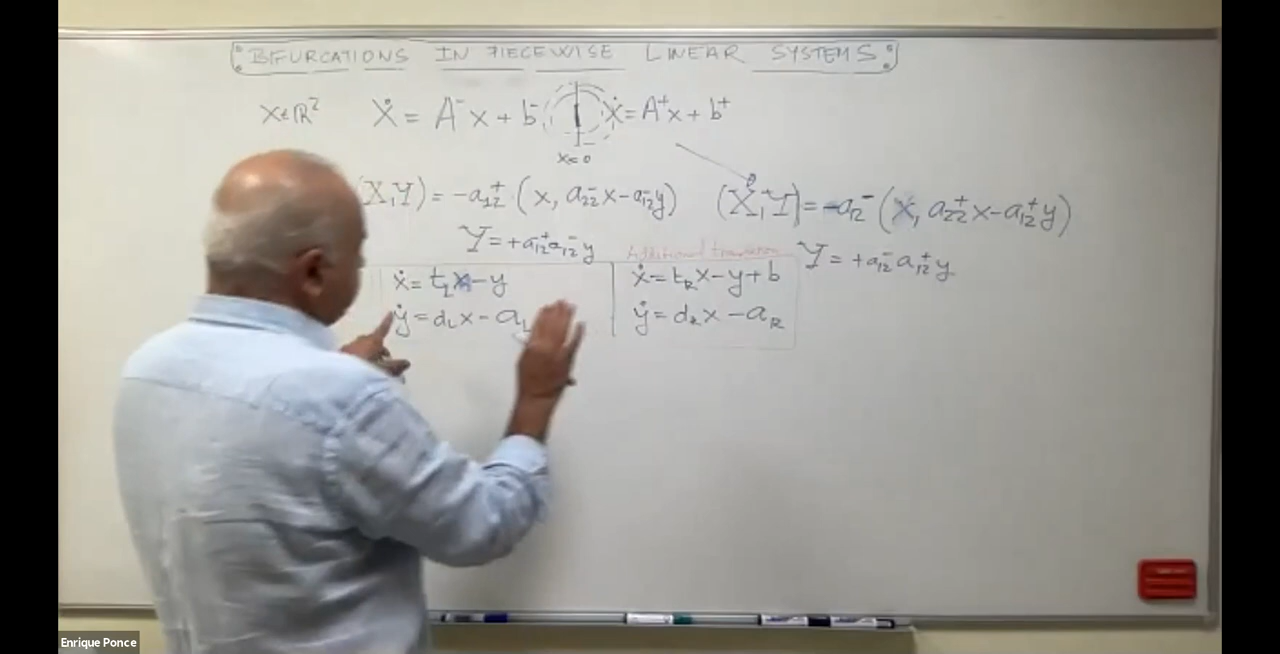 BIFURCATIONS IN PIECEWISE LINEAR SYSTEMS
x∈ℝ² ẋ = A⁻x + b⁻ ẋ = A⁺x + b⁺
x=0
(X,Y) = -a₁₂⁺ (x, a₂₂⁻x - a₁₂⁻y) (X,Y) = -a₁₂⁻ (x, a₂₂⁺x - a₁₂⁺y)
Y = +a₁₂⁺a₁₂⁻y Additional Y = +a₁₂⁻a₁₂⁺y
ẋ = t_L x - y ẋ = t_R x - y + b
ẏ = d_L x - a_L ẏ = d_R x - a_R
Enrique Ponce